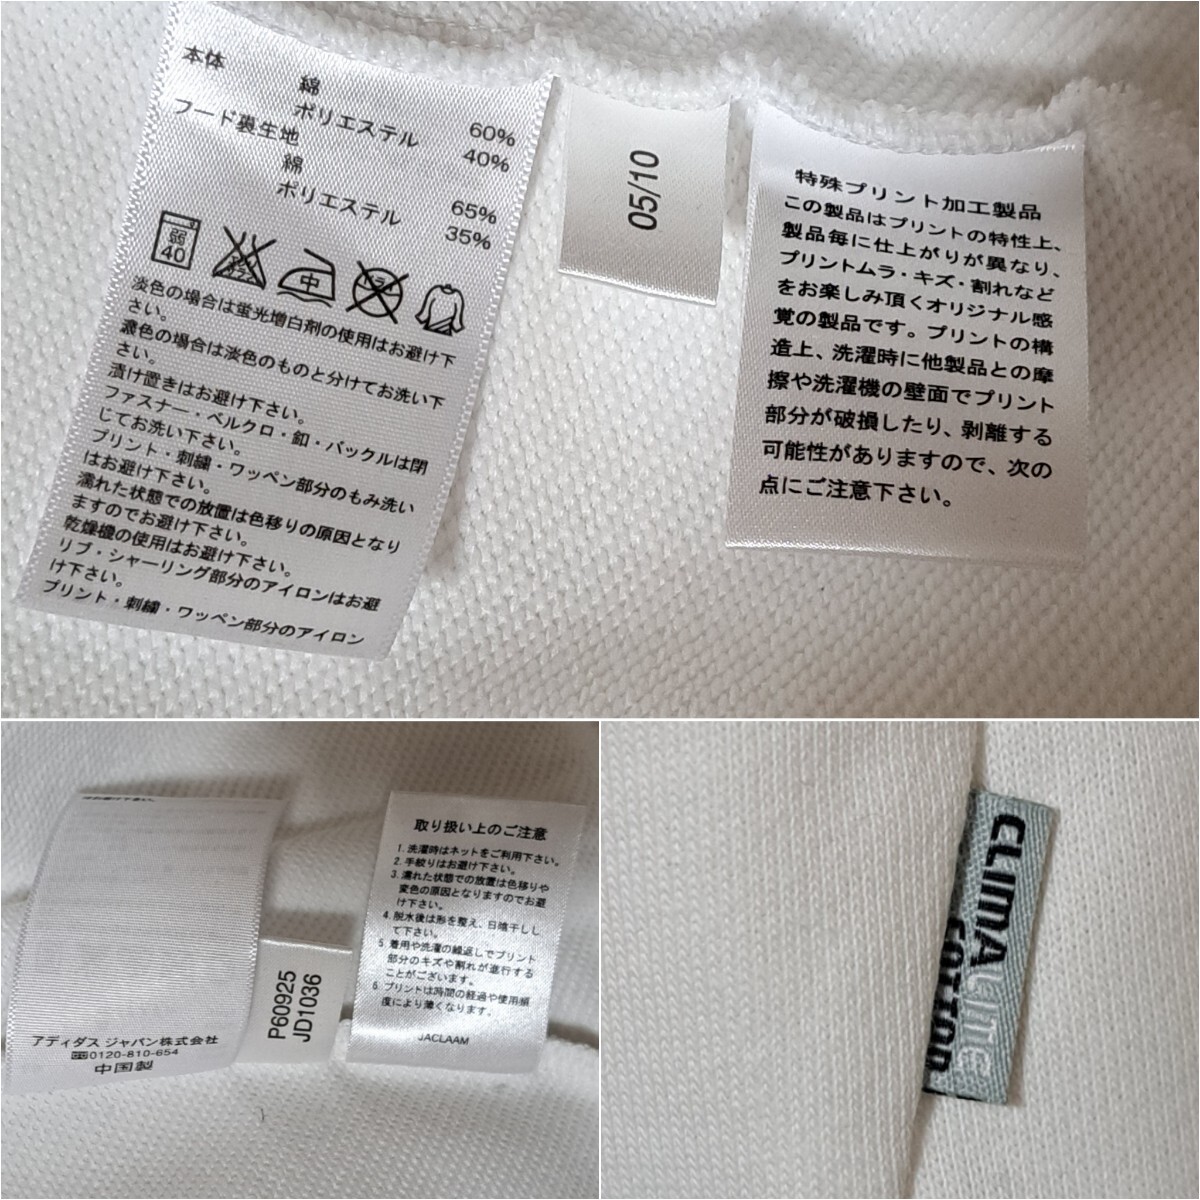 本体
綿 60%
ポリエステル 40%
フード裏生地
綿 65%
ポリエステル 35%
弱
40
中
淡色の場合は蛍光増白剤の使用はお避け下
さい。
濃色の場合は淡色のものと分けてお洗い下
さい。
漬け置きはお避け下さい。
ファスナー・ベルクロ・釦・バックルは閉
じてお洗い下さい。
プリント・刺繍・ワッペン部分のもみ洗い
はお避け下さい。
濡れた状態での放置は色移りの原因となり
ますのでお避け下さい。
乾燥機の使用はお避け下さい。
リブ・シャーリング部分のアイロンはお避
け下さい。
プリント・刺繍・ワッペン部分のアイロン
05/10
特殊プリント加工製品
この製品はプリントの特性上、
製品毎に仕上がりが異なり、
プリントムラ・キズ・割れなど
をお楽しみ頂くオリジナル感
覚の製品です。プリントの構
造上、洗濯時に他製品との摩
擦や洗濯機の壁面でプリント
部分が破損したり、剥離する
可能性がありますので、次の
点にご注意下さい。
はお避け下さい。
アディダス ジャパン株式会社
0120-810-654
中国製
P60925
JD1036
取り扱い上のご注意
1. 洗濯時はネットをご利用下さい。
2. 手絞りはお避け下さい。
3. 濡れた状態での放置は色移りや
変色の原因となりますのでお避
け下さい。
4. 脱水後は形を整え、日陰干しし
て下さい。
5. 着用や洗濯の繰返しでプリント
部分のキズや割れが進行する
ことがございます。
6. プリントは時間の経過や使用頻
度により薄くなります。
JACLAAM
CLIMALITE
COTTON